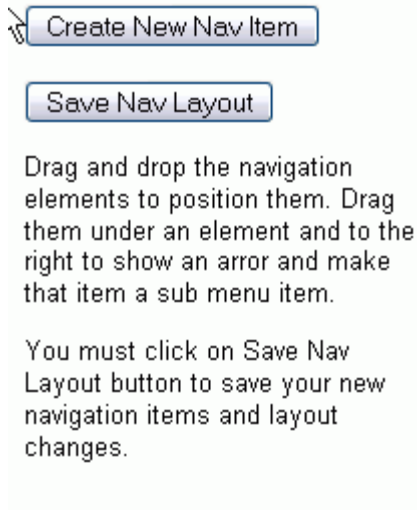 Create New Nav Item
Save Nav Layout
Drag and drop the navigation
elements to position them. Drag
them under an element and to the
right to show an arror and make
that item a sub menu item.
You must click on Save Nav
Layout button to save your new
navigation items and layout
changes.